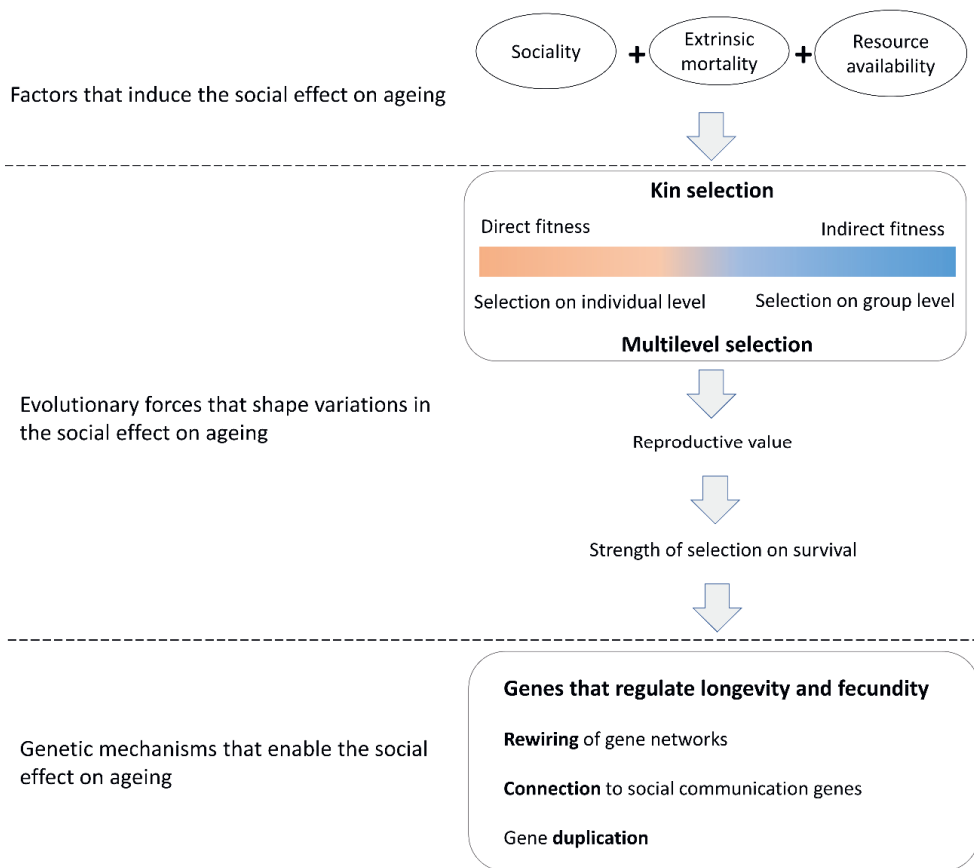 Sociality
+
Extrinsic
mortality
+
Resource
availability
Factors that induce the social effect on ageing
Kin selection
Direct fitness
Indirect fitness
Selection on individual level
Selection on group level
Multilevel selection
Evolutionary forces that shape variations in
the social effect on ageing
Reproductive value
Strength of selection on survival
Genes that regulate longevity and fecundity
Rewiring of gene networks
Genetic mechanisms that enable the social
effect on ageing
Connection to social communication genes
Gene duplication